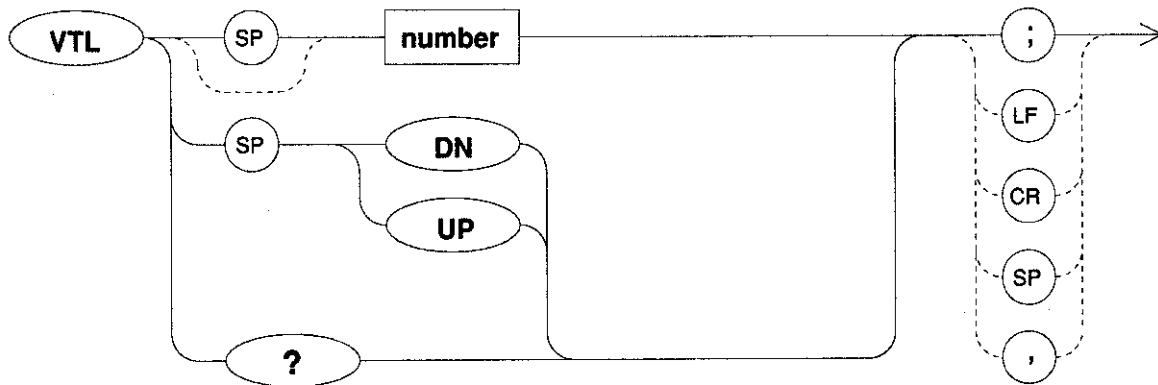 VTL SP number ;
LF
SP DN
CR
UP
SP
? ,